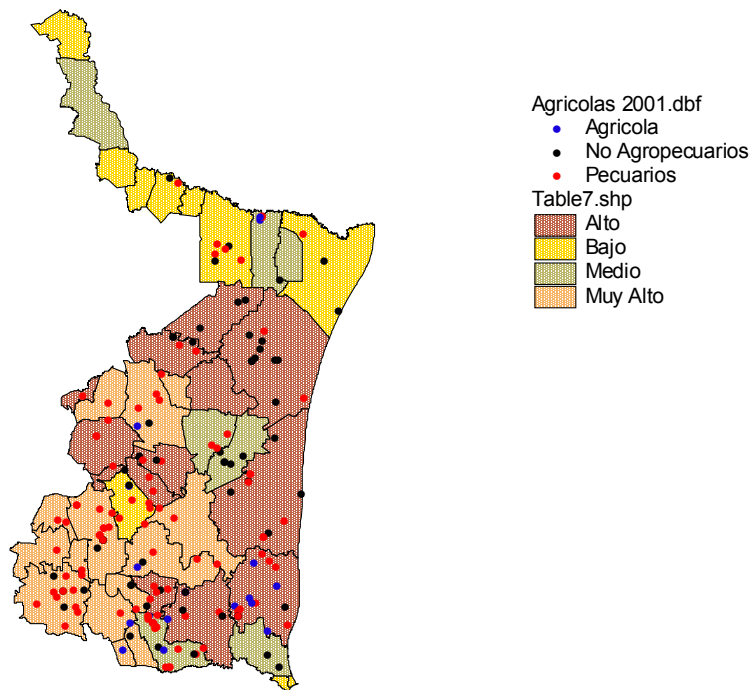 Agricolas 2001.dbf
Agricola
No Agropecuarios
Pecuarios
Table7.shp
Alto
Bajo
Medio
Muy Alto